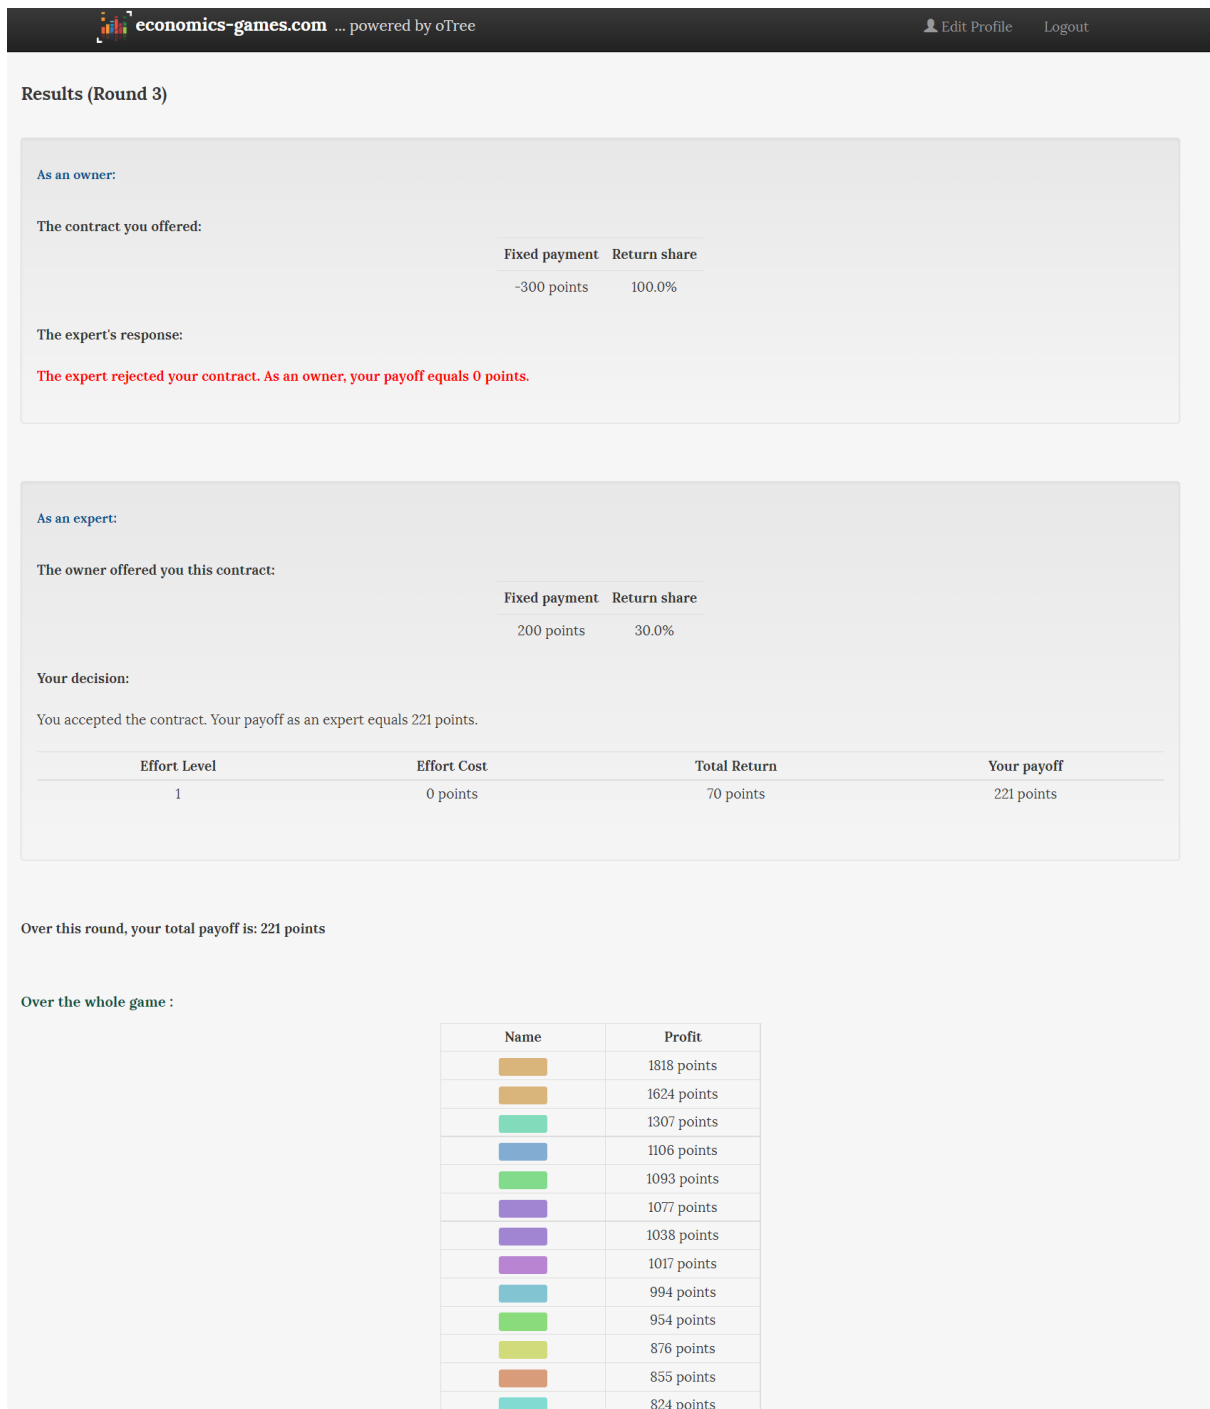 economics-games.com ... powered by oTree Edit Profile Logout
Results (Round 3)
As an owner:
The contract you offered:
Fixed payment Return share
-300 points 100.0%
The expert's response:
The expert rejected your contract. As an owner, your payoff equals 0 points.
As an expert:
The owner offered you this contract:
Fixed payment Return share
200 points 30.0%
Your decision:
You accepted the contract. Your payoff as an expert equals 221 points.
Effort Level Effort Cost Total Return Your payoff
1 0 points 70 points 221 points
Over this round, your total payoff is: 221 points
Over the whole game :
Name Profit
1818 points
1624 points
1307 points
1106 points
1093 points
1077 points
1038 points
1017 points
994 points
954 points
876 points
855 points
824 points